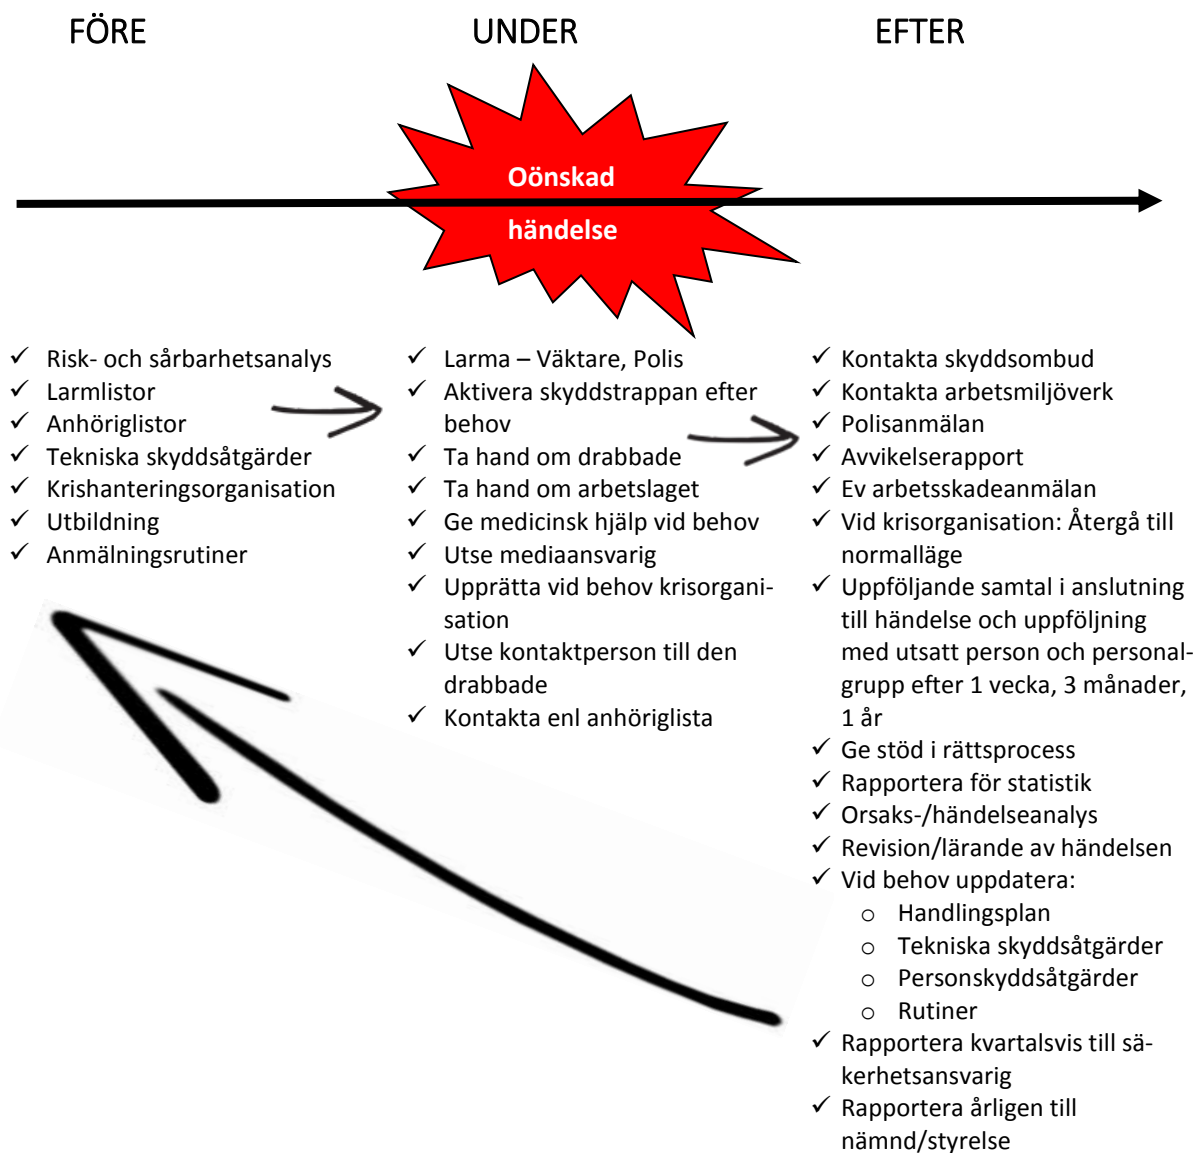 FÖRE
UNDER
EFTER
Oönskad
händelse
Risk- och sårbarhetsanalys
Larmlistor
Anhöriglistor
Tekniska skyddsåtgärder
Krishanteringsorganisation
Utbildning
Anmälningsrutiner
Larma – Väktare, Polis
Aktivera skyddstrappan efter
behov
Ta hand om drabbade
Ta hand om arbetslaget
Ge medicinsk hjälp vid behov
Utse mediaansvarig
Upprätta vid behov krisorgani-
sation
Utse kontaktperson till den
drabbade
Kontakta enl anhöriglista
Kontakta skyddsombud
Kontakta arbetsmiljöverk
Polisanmälan
Avvikelserapport
Ev arbetsskadeanmälan
Vid krisorganisation: Återgå till
normalläge
Uppföljande samtal i anslutning
till händelse och uppföljning
med utsatt person och personal-
grupp efter 1 vecka, 3 månader,
1 år
Ge stöd i rättsprocess
Rapportera för statistik
Orsaks-/händelseanalys
Revision/lärande av händelsen
Vid behov uppdatera:
Handlingsplan
Tekniska skyddsåtgärder
Personskyddsåtgärder
Rutiner
Rapportera kvartalsvis till sä-
kerhetsansvarig
Rapportera årligen till
nämnd/styrelse